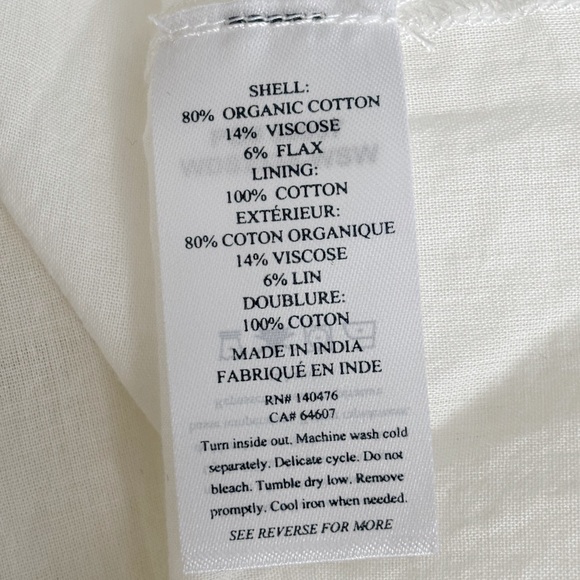 SHELL:
80% ORGANIC COTTON
14% VISCOSE
6% FLAX
LINING:
100% COTTON
EXTÉRIEUR:
80% COTON ORGANIQUE
14% VISCOSE
6% LIN
DOUBLURE:
100% COTON
MADE IN INDIA
FABRIQUÉ EN INDE
RN# 140476
CA# 64607
Turn inside out. Machine wash cold
separately. Delicate cycle. Do not
bleach. Tumble dry low. Remove
promptly. Cool iron when needed.
SEE REVERSE FOR MORE